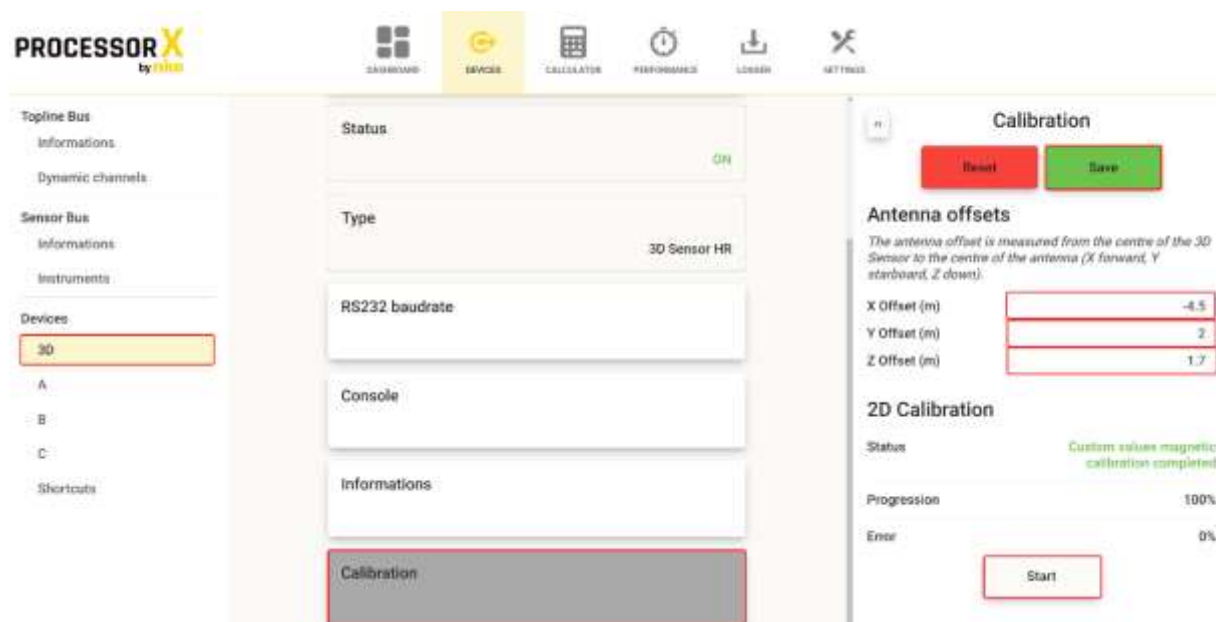 PROCESSOR X
by nke
DASHBOARD
DEVICES
CALCULATOR
PERFORMANCE
LOGGER
SETTINGS
Topline Bus
Informations
Dynamic channels
Sensor Bus
Informations
Instruments
Devices
3D
A
B
C
Shortcuts
Status
ON
Type
3D Sensor HR
RS232 baudrate
Console
Informations
Calibration
Calibration
Reset
Save
Antenna offsets
The antenna offset is measured from the centre of the 3D
Sensor to the centre of the antenna (X forward, Y
starboard, Z down).
X Offset (m) -4.5
Y Offset (m) 2
Z Offset (m) 1.7
2D Calibration
Status Custom values magnetic
calibration completed
Progression 100%
Error 0%
Start